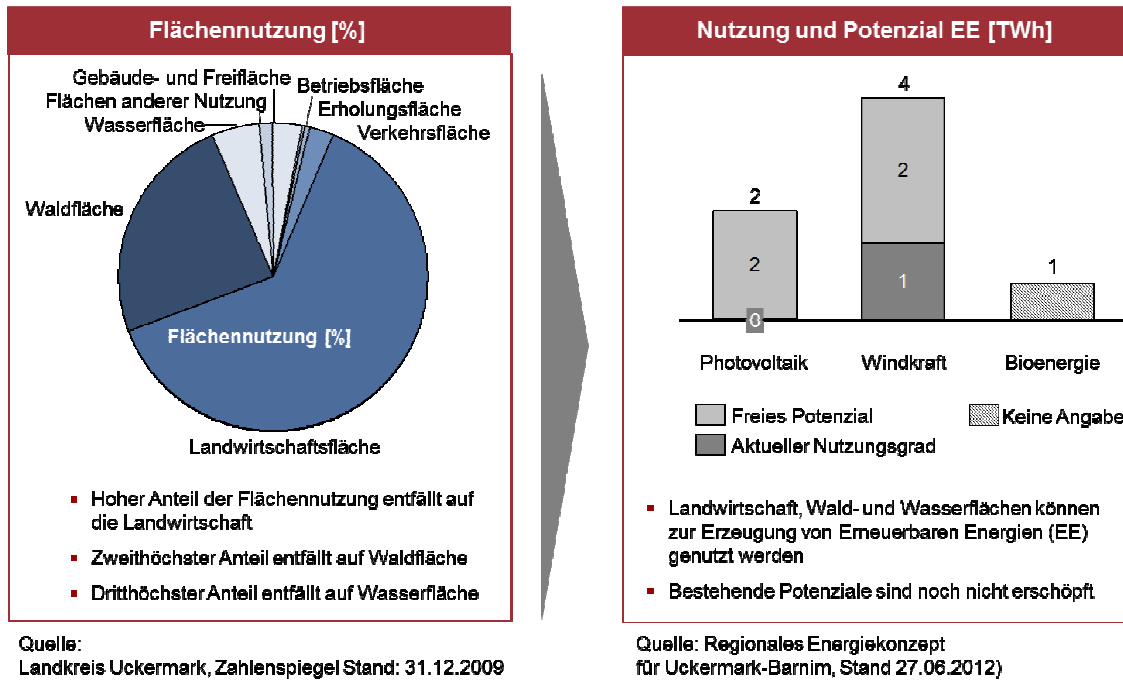 Flächennutzung [%]
Gebäude- und Freifläche
Flächen anderer Nutzung
Wasserfläche
Betriebsfläche
Erholungsfläche
Verkehrsfläche
Waldfläche
Flächennutzung [%]
Landwirtschaftsfläche
▪ Hoher Anteil der Flächennutzung entfällt auf
die Landwirtschaft
▪ Zweithöchster Anteil entfällt auf Waldfläche
▪ Dritthöchster Anteil entfällt auf Wasserfläche
Quelle:
Landkreis Uckermark, Zahlenspiegel Stand: 31.12.2009
Nutzung und Potenzial EE [TWh]
4
2
2
2
1
1
0
Photovoltaik
Windkraft
Bioenergie
Freies Potenzial
Keine Angabe
Aktueller Nutzungsgrad
▪ Landwirtschaft, Wald- und Wasserflächen können
zur Erzeugung von Erneuerbaren Energien (EE)
genutzt werden
▪ Bestehende Potenziale sind noch nicht erschöpft
Quelle: Regionales Energiekonzept
für Uckermark-Barnim, Stand 27.06.2012)